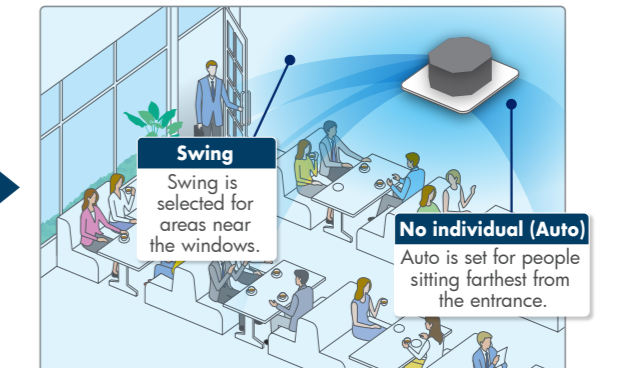 Swing
Swing is
selected for
areas near
the windows.
No individual (Auto)
Auto is set for people
sitting farthest from
the entrance.